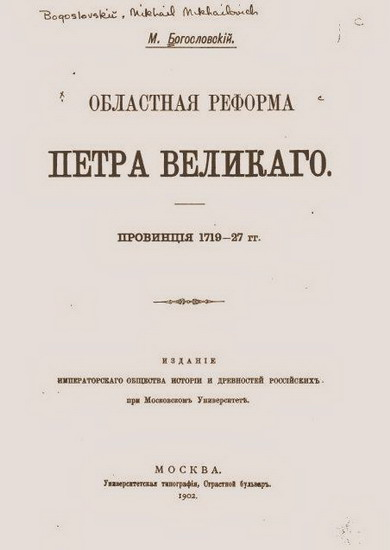 Bogoslovskiĭ, Mikhail Mikhailovich
М. Богословскій.
ОБЛАСТНАЯ РЕФОРМА
ПЕТРА ВЕЛИКАГО.
ПРОВИНЦІЯ 1719—27 гг.
ИЗДАНІЕ
ИМПЕРАТОРСКАГО ОБЩЕСТВА ИСТОРІИ И ДРЕВНОСТЕЙ РОССІЙСКИХЪ
при Московскомъ Университетѣ.
МОСКВА.
Университетская типографія, Страстной бульваръ.
1902.